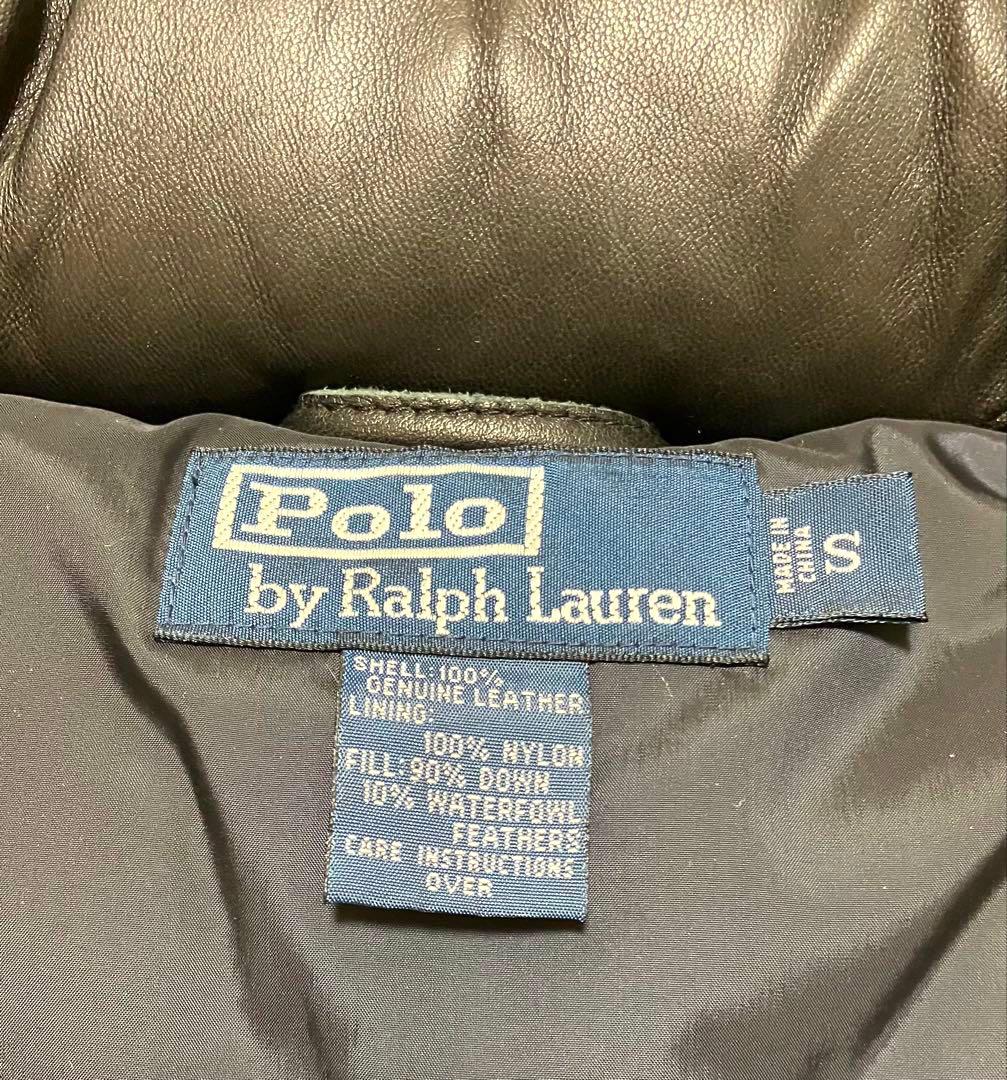 Polo
by Ralph Lauren
MADE IN
CHINA
S
SHELL:100%
GENUINE LEATHER
LINING:
100% NYLON
FILL:90% DOWN
10% WATERFOWL
FEATHERS
CARE INSTRUCTIONS
OVER